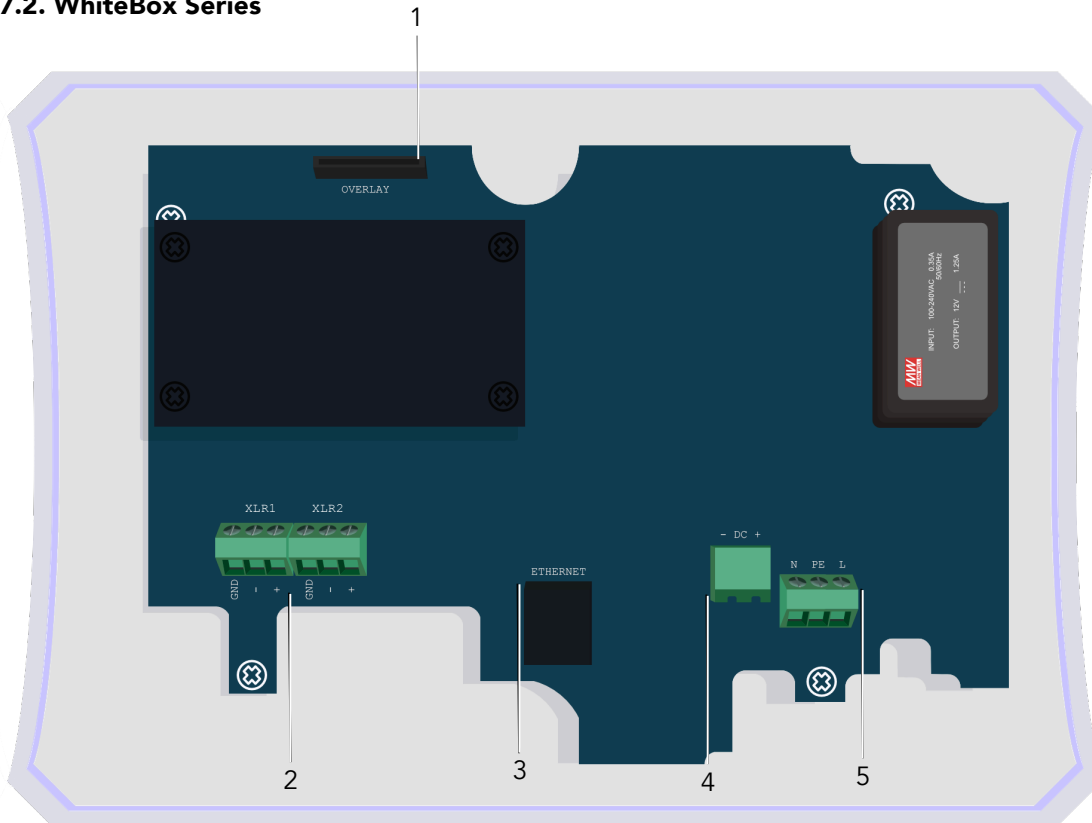 7.2. WhiteBox Series
1
OVERLAY
INPUT: 100-240VAC 0.35A
50/60Hz
OUTPUT: 12V 1.25A
MW
XLR1 XLR2
GND - + GND - +
ETHERNET
- DC +
N PE L
2
3
4
5